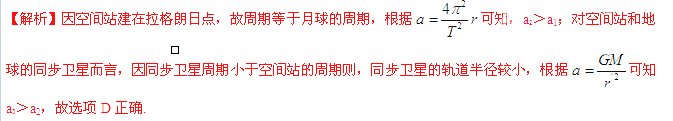 【解析】因空间站建在拉格朗日点，故周期等于月球的周期，根据 a = 4π²/T² r 可知，a₂＞a₁；对空间站和地
球的同步卫星而言，因同步卫星周期小于空间站的周期则，同步卫星的轨道半径较小，根据 a = GM/r² 可知
a₃＞a₂，故选项 D 正确.